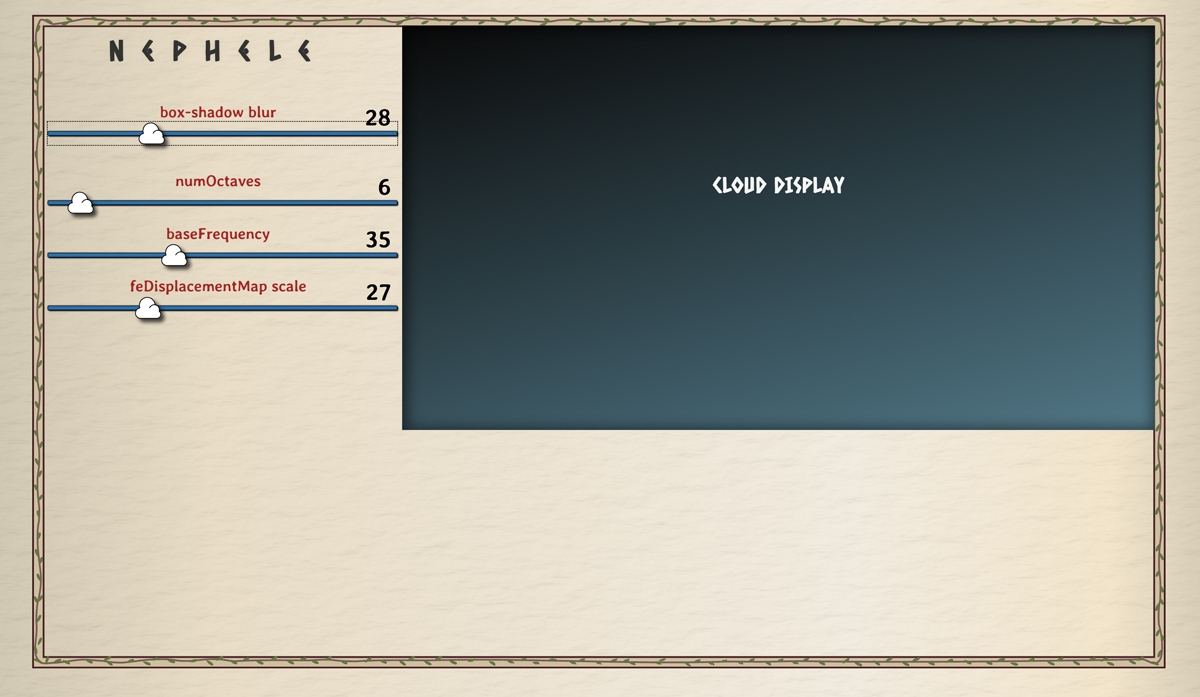 NEPHELE
box-shadow blur
28
numOctaves
6
baseFrequency
35
feDisplacementMap scale
27
CLOUD DISPLAY